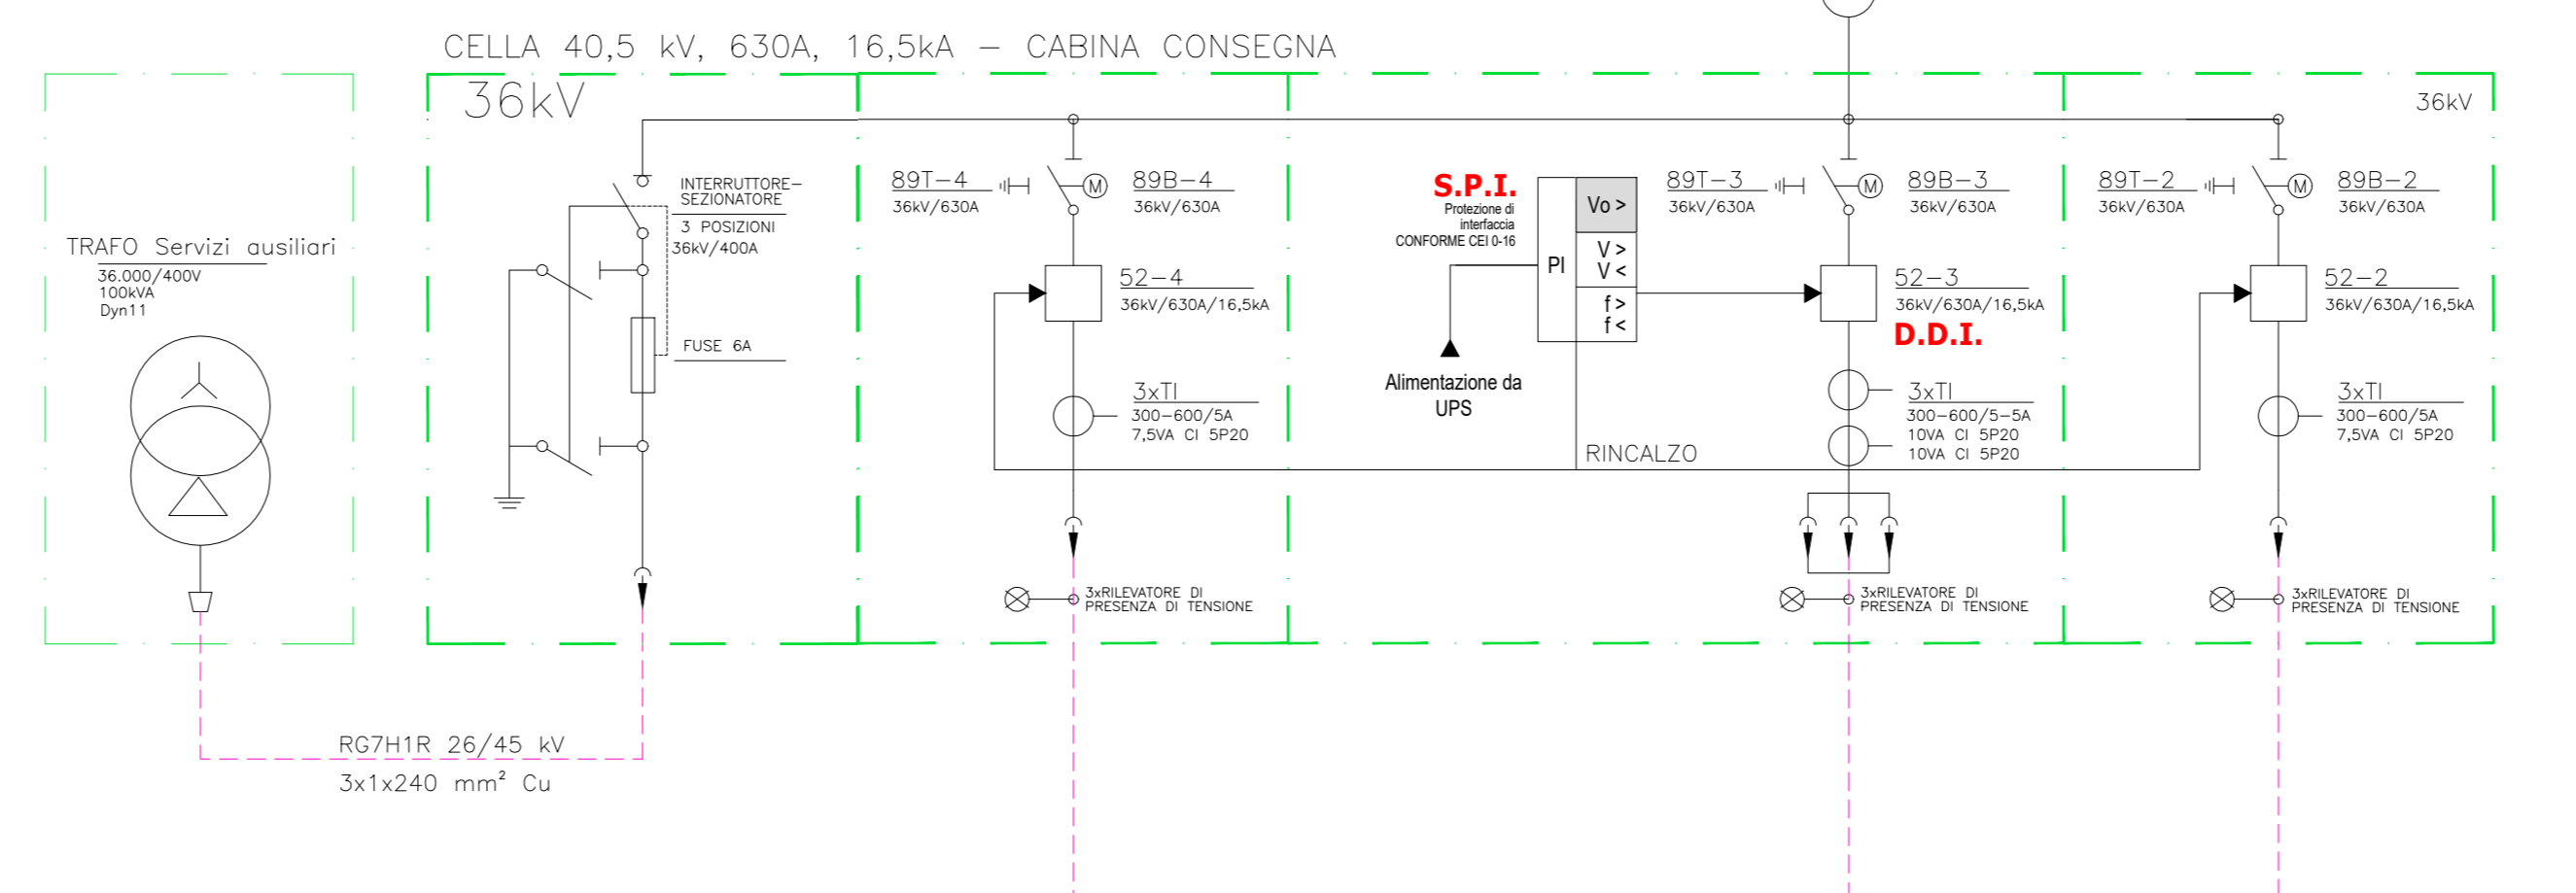 CELLA 40,5 kV, 630A, 16,5kA – CABINA CONSEGNA
36kV
36kV
TRAFO Servizi ausiliari
36.000/400V
100kVA
Dyn11
INTERRUTTORE–
SEZIONATORE
3 POSIZIONI
36kV/400A
FUSE 6A
89T–4
36kV/630A
M
89B–4
36kV/630A
52–4
36kV/630A/16,5kA
3xTI
300–600/5A
7,5VA CI 5P20
3xRILEVATORE DI
PRESENZA DI TENSIONE
S.P.I.
Protezione di
interfaccia
CONFORME CEI 0-16
PI
Vo >
V >
V <
f >
f <
Alimentazione da
UPS
RINCALZO
89T–3
36kV/630A
M
89B–3
36kV/630A
52–3
36kV/630A/16,5kA
D.D.I.
3xTI
300–600/5–5A
10VA CI 5P20
10VA CI 5P20
3xRILEVATORE DI
PRESENZA DI TENSIONE
89T–2
36kV/630A
M
89B–2
36kV/630A
52–2
36kV/630A/16,5kA
3xTI
300–600/5A
7,5VA CI 5P20
3xRILEVATORE DI
PRESENZA DI TENSIONE
RG7H1R 26/45 kV
3x1x240 mm² Cu